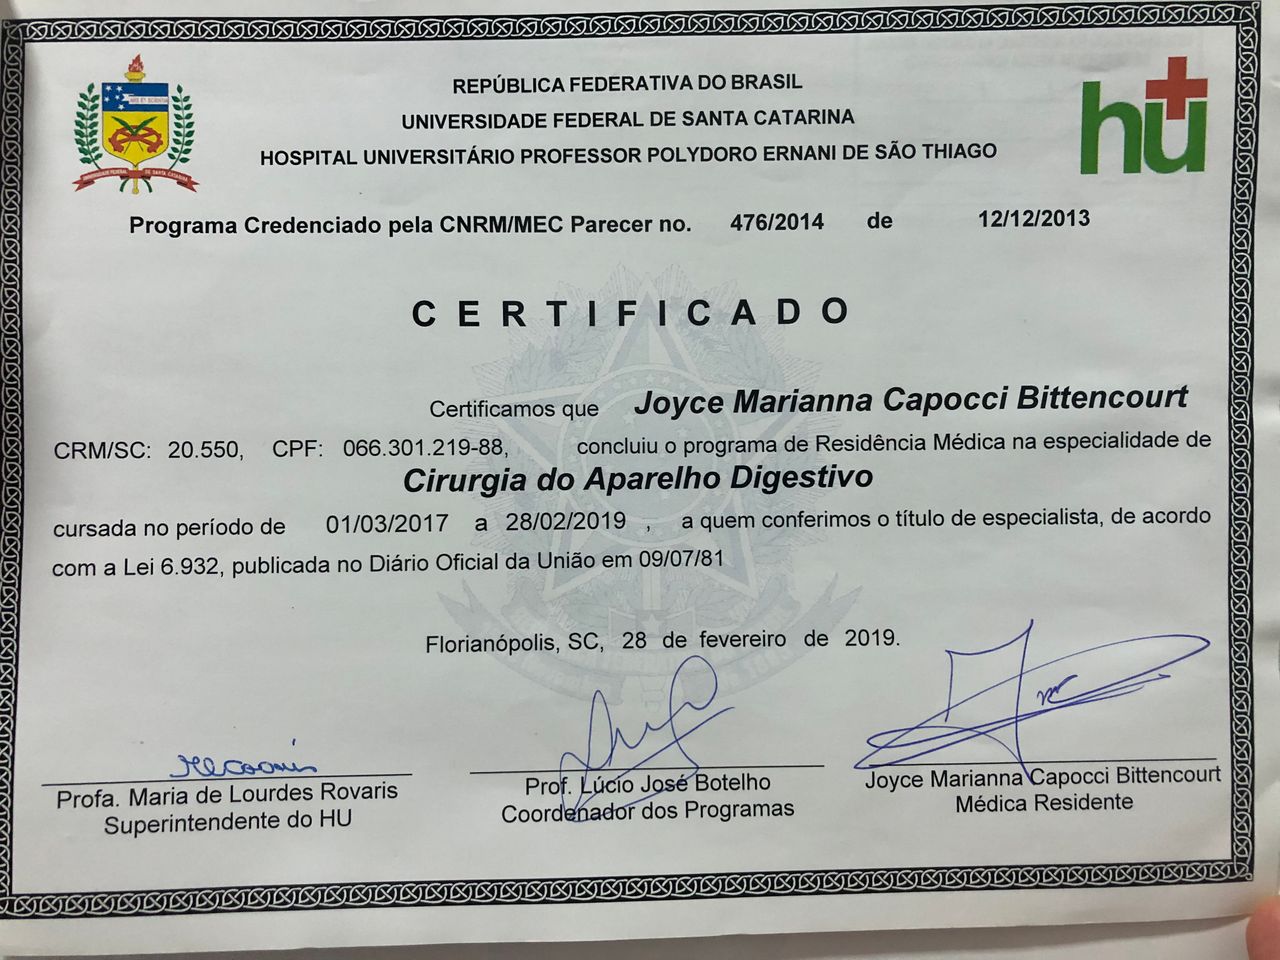 REPÚBLICA FEDERATIVA DO BRASIL
UNIVERSIDADE FEDERAL DE SANTA CATARINA
HOSPITAL UNIVERSITÁRIO PROFESSOR POLYDORO ERNANI DE SÃO THIAGO
UNIVERSIDADE FEDERAL DE SANTA CATARINA
hu
Programa Credenciado pela CNRM/MEC Parecer no. 476/2014 de 12/12/2013
CERTIFICADO
Certificamos que Joyce Marianna Capocci Bittencourt
CRM/SC: 20.550, CPF: 066.301.219-88, concluiu o programa de Residência Médica na especialidade de
Cirurgia do Aparelho Digestivo
cursada no período de 01/03/2017 a 28/02/2019 , a quem conferimos o título de especialista, de acordo
com a Lei 6.932, publicada no Diário Oficial da União em 09/07/81
Florianópolis, SC, 28 de fevereiro de 2019.
Profa. Maria de Lourdes Rovaris
Superintendente do HU
Prof. Lúcio José Botelho
Coordenador dos Programas
Joyce Marianna Capocci Bittencourt
Médica Residente